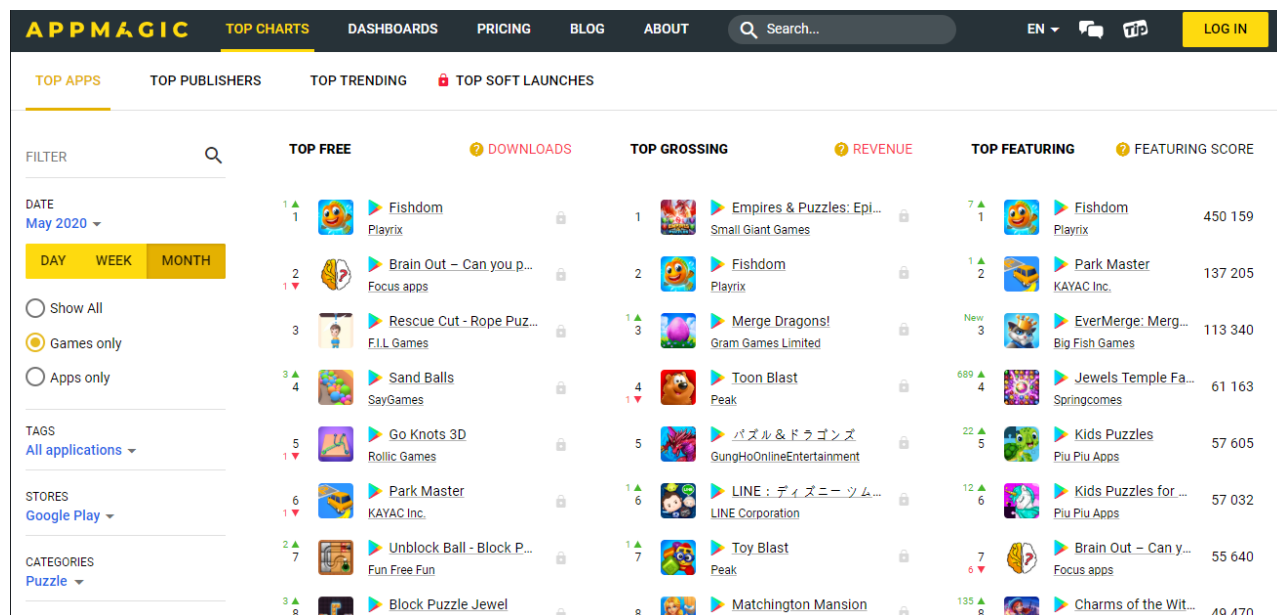 APPMAGIC TOP CHARTS DASHBOARDS PRICING BLOG ABOUT Search... EN Tip LOG IN
TOP APPS TOP PUBLISHERS TOP TRENDING TOP SOFT LAUNCHES
FILTER
DATE
May 2020
DAY WEEK MONTH
Show All
Games only
Apps only
TAGS
All applications
STORES
Google Play
CATEGORIES
Puzzle
TOP FREE ? DOWNLOADS
1
1 Fishdom
Playrix
2 Brain Out – Can you p...
1 Focus apps
3 Rescue Cut - Rope Puz...
F.I.L Games
3
4 Sand Balls
SayGames
5 Go Knots 3D
1 Rollic Games
6 Park Master
1 KAYAC Inc.
2
7 Unblock Ball - Block P...
Fun Free Fun
3
8 Block Puzzle Jewel
TOP GROSSING ? REVENUE
1 Empires & Puzzles: Epi...
Small Giant Games
2 Fishdom
Playrix
1
3 Merge Dragons!
Gram Games Limited
4 Toon Blast
1 Peak
5 パズル＆ドラゴンズ
GungHoOnlineEntertainment
1
6 LINE：ディズニー ツム...
LINE Corporation
1
7 Toy Blast
Peak
8 Matchington Mansion
TOP FEATURING ? FEATURING SCORE
7
1 Fishdom 450 159
Playrix
1
2 Park Master 137 205
KAYAC Inc.
New
3 EverMerge: Merg... 113 340
Big Fish Games
689
4 Jewels Temple Fa... 61 163
Springcomes
22
5 Kids Puzzles 57 605
Piu Piu Apps
12
6 Kids Puzzles for ... 57 032
Piu Piu Apps
7 Brain Out – Can y... 55 640
6 Focus apps
135
8 Charms of the Wit... 49 470